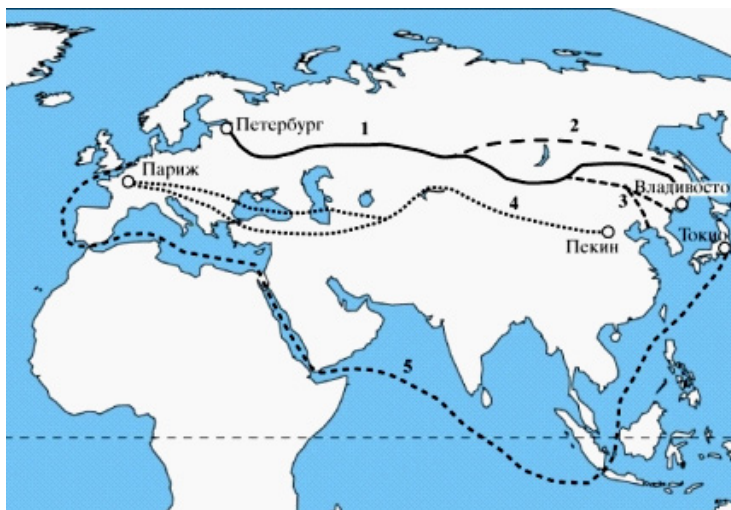 Петербург
1
2
Париж
Владивосто
3
4
Токио
Пекин
5